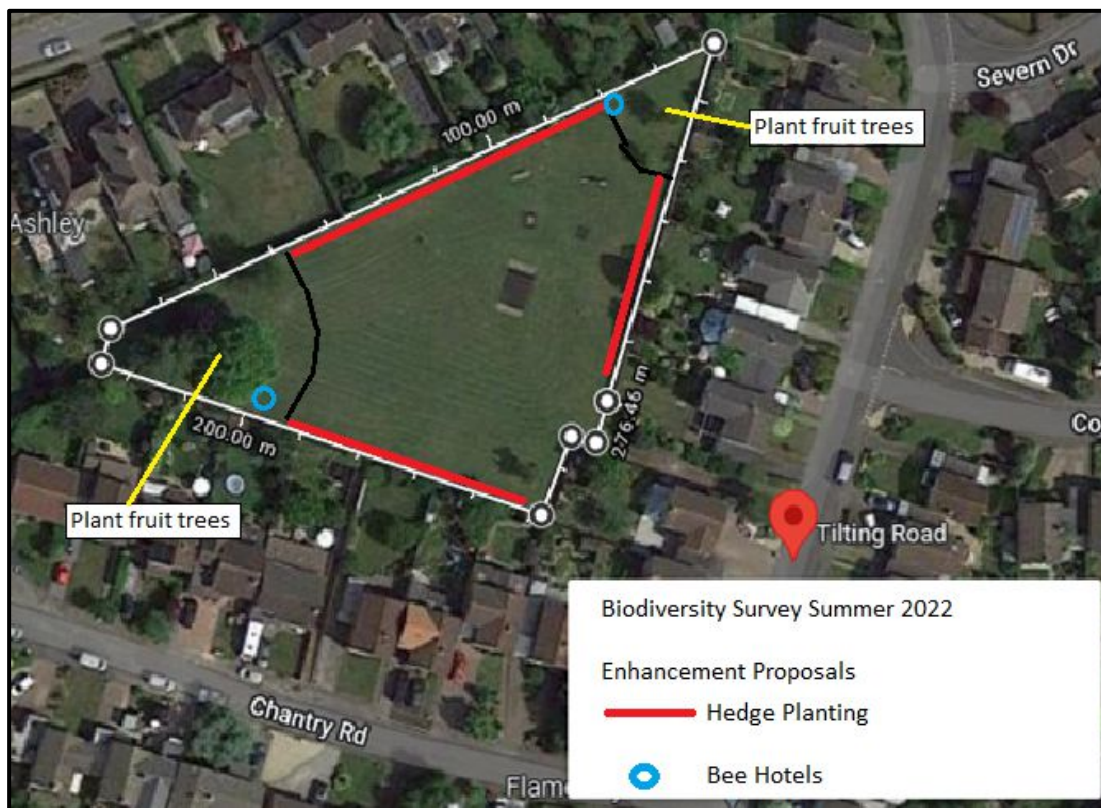 Severn Dr
100.00 m
Plant fruit trees
Ashley
276.46 m
Co
200.00 m
Plant fruit trees
Tilting Road
Biodiversity Survey Summer 2022
Enhancement Proposals
Hedge Planting
Bee Hotels
Chantry Rd
Flame